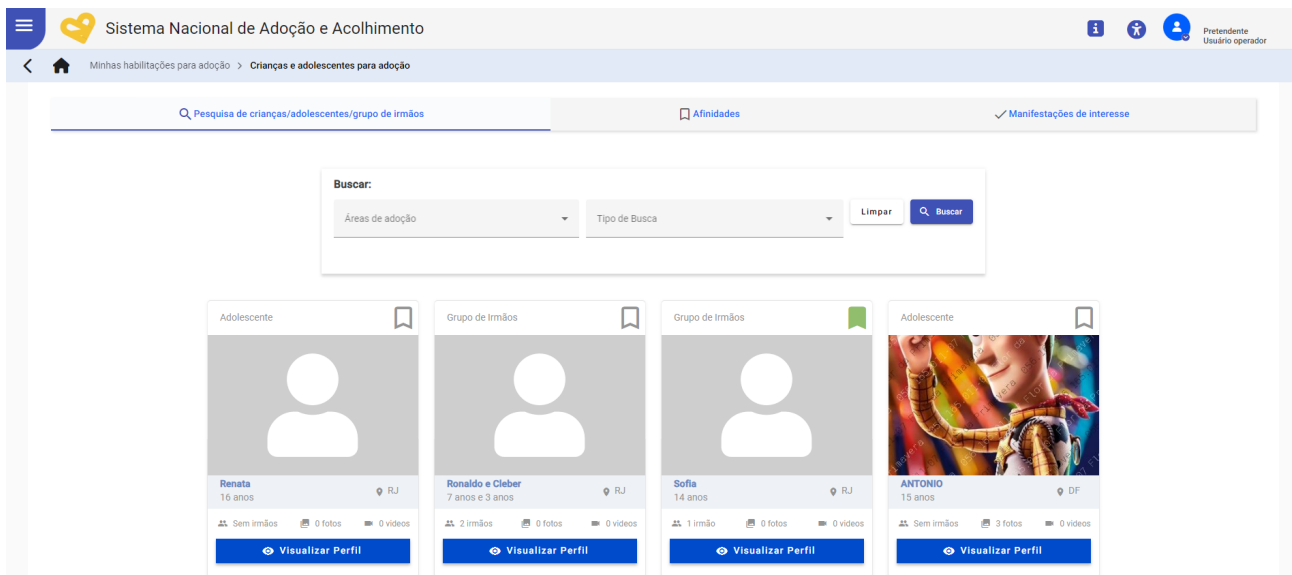 Sistema Nacional de Adoção e Acolhimento
Pretendente
Usuário operador
Minhas habilitações para adoção > Crianças e adolescentes para adoção
Pesquisa de crianças/adolescentes/grupo de irmãos
Afinidades
Manifestações de interesse
Buscar:
Áreas de adoção
Tipo de Busca
Limpar
Buscar
Adolescente
Renata
16 anos
RJ
Sem irmãos 0 fotos 0 videos
Visualizar Perfil
Grupo de Irmãos
Ronaldo e Cleber
7 anos e 3 anos
RJ
2 irmãos 0 fotos 0 videos
Visualizar Perfil
Grupo de Irmãos
Sofia
14 anos
RJ
1 irmão 0 fotos 0 videos
Visualizar Perfil
Adolescente
ANTONIO
15 anos
DF
Sem irmãos 3 fotos 0 videos
Visualizar Perfil